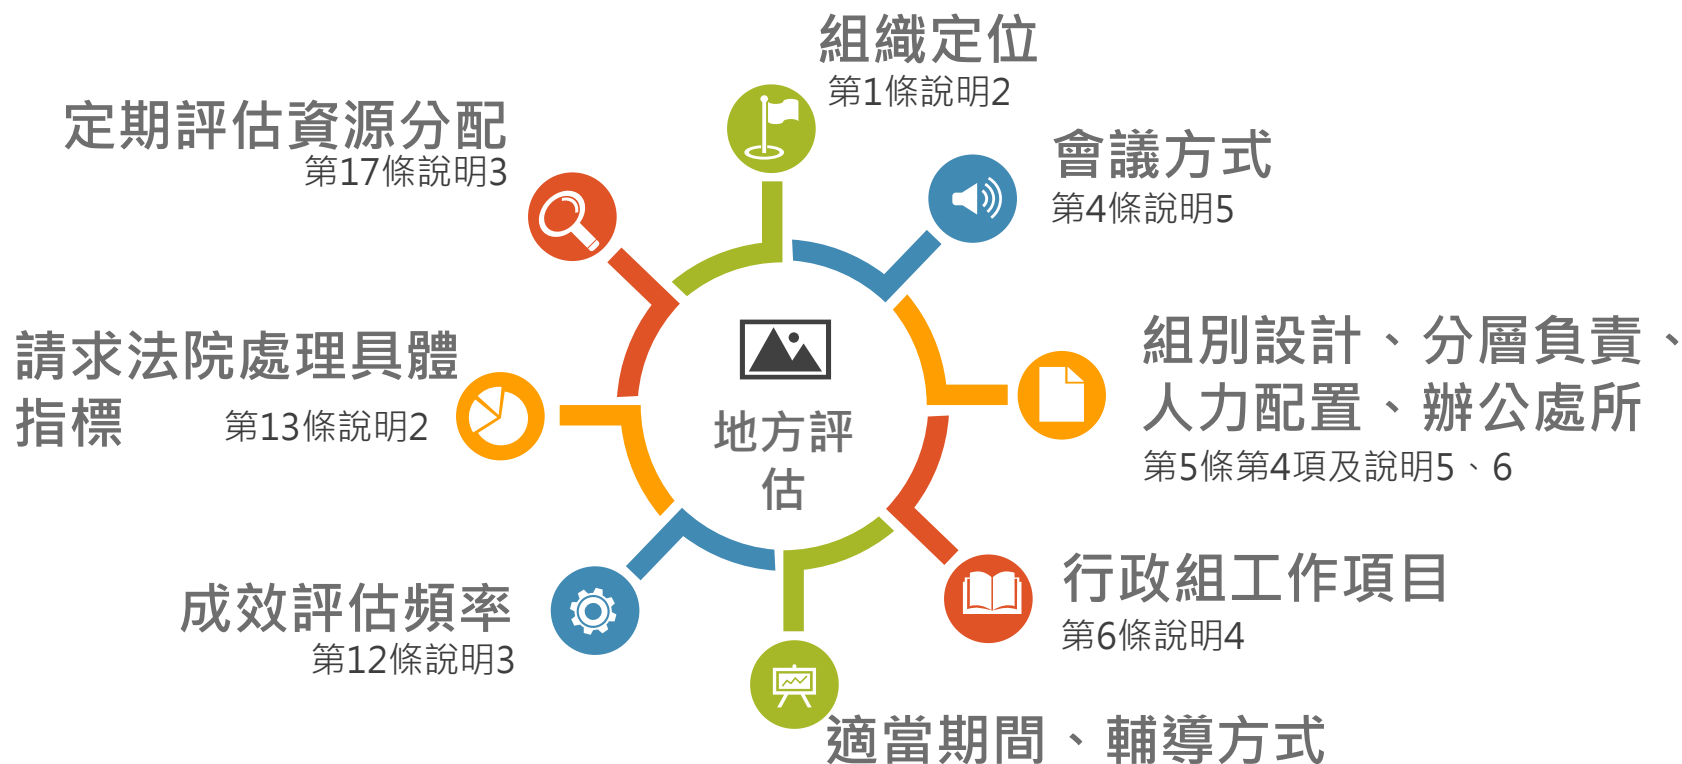 組織定位
第1條說明2
會議方式
第4條說明5
組別設計、分層負責、
人力配置、辦公處所
第5條第4項及說明5、6
行政組工作項目
第6條說明4
適當期間、輔導方式
成效評估頻率
第12條說明3
請求法院處理具體
指標
第13條說明2
定期評估資源分配
第17條說明3
地方評
估